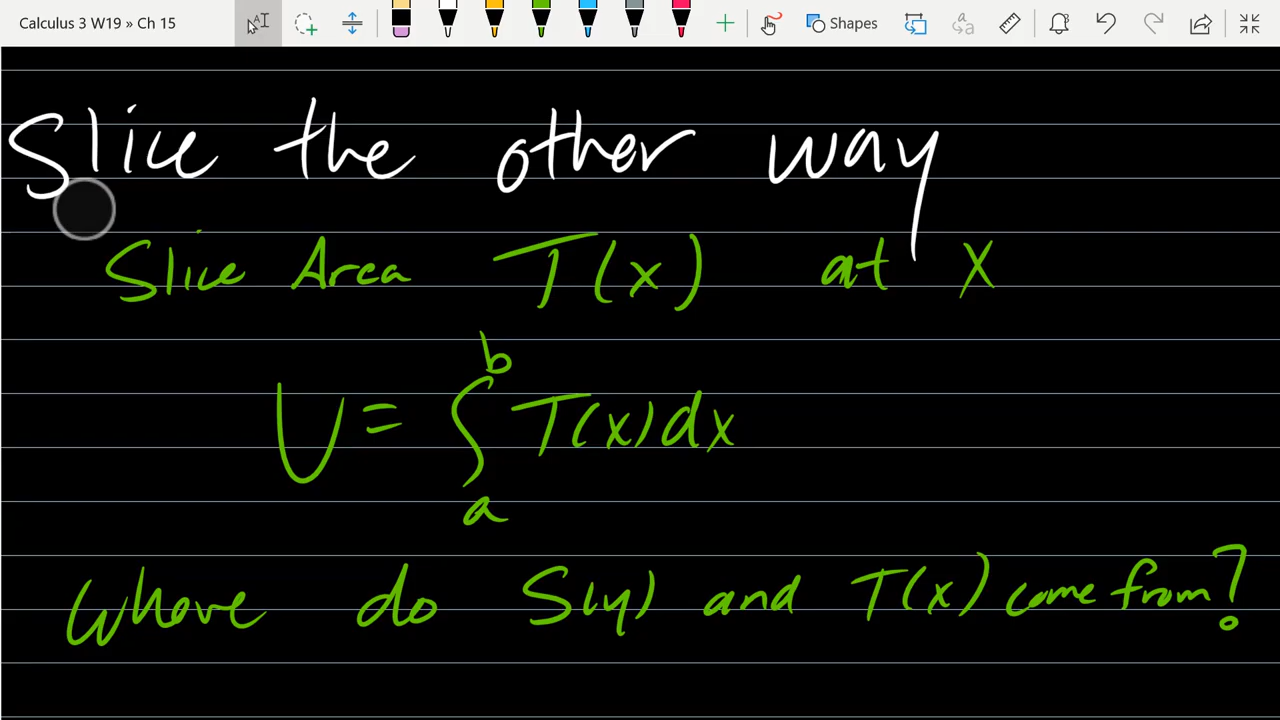 Calculus 3 W19 » Ch 15
Shapes
Slice the other way
Slice Area T(x) at x
V = ∫_a^b T(x) dx
Where do S(y) and T(x) come from?